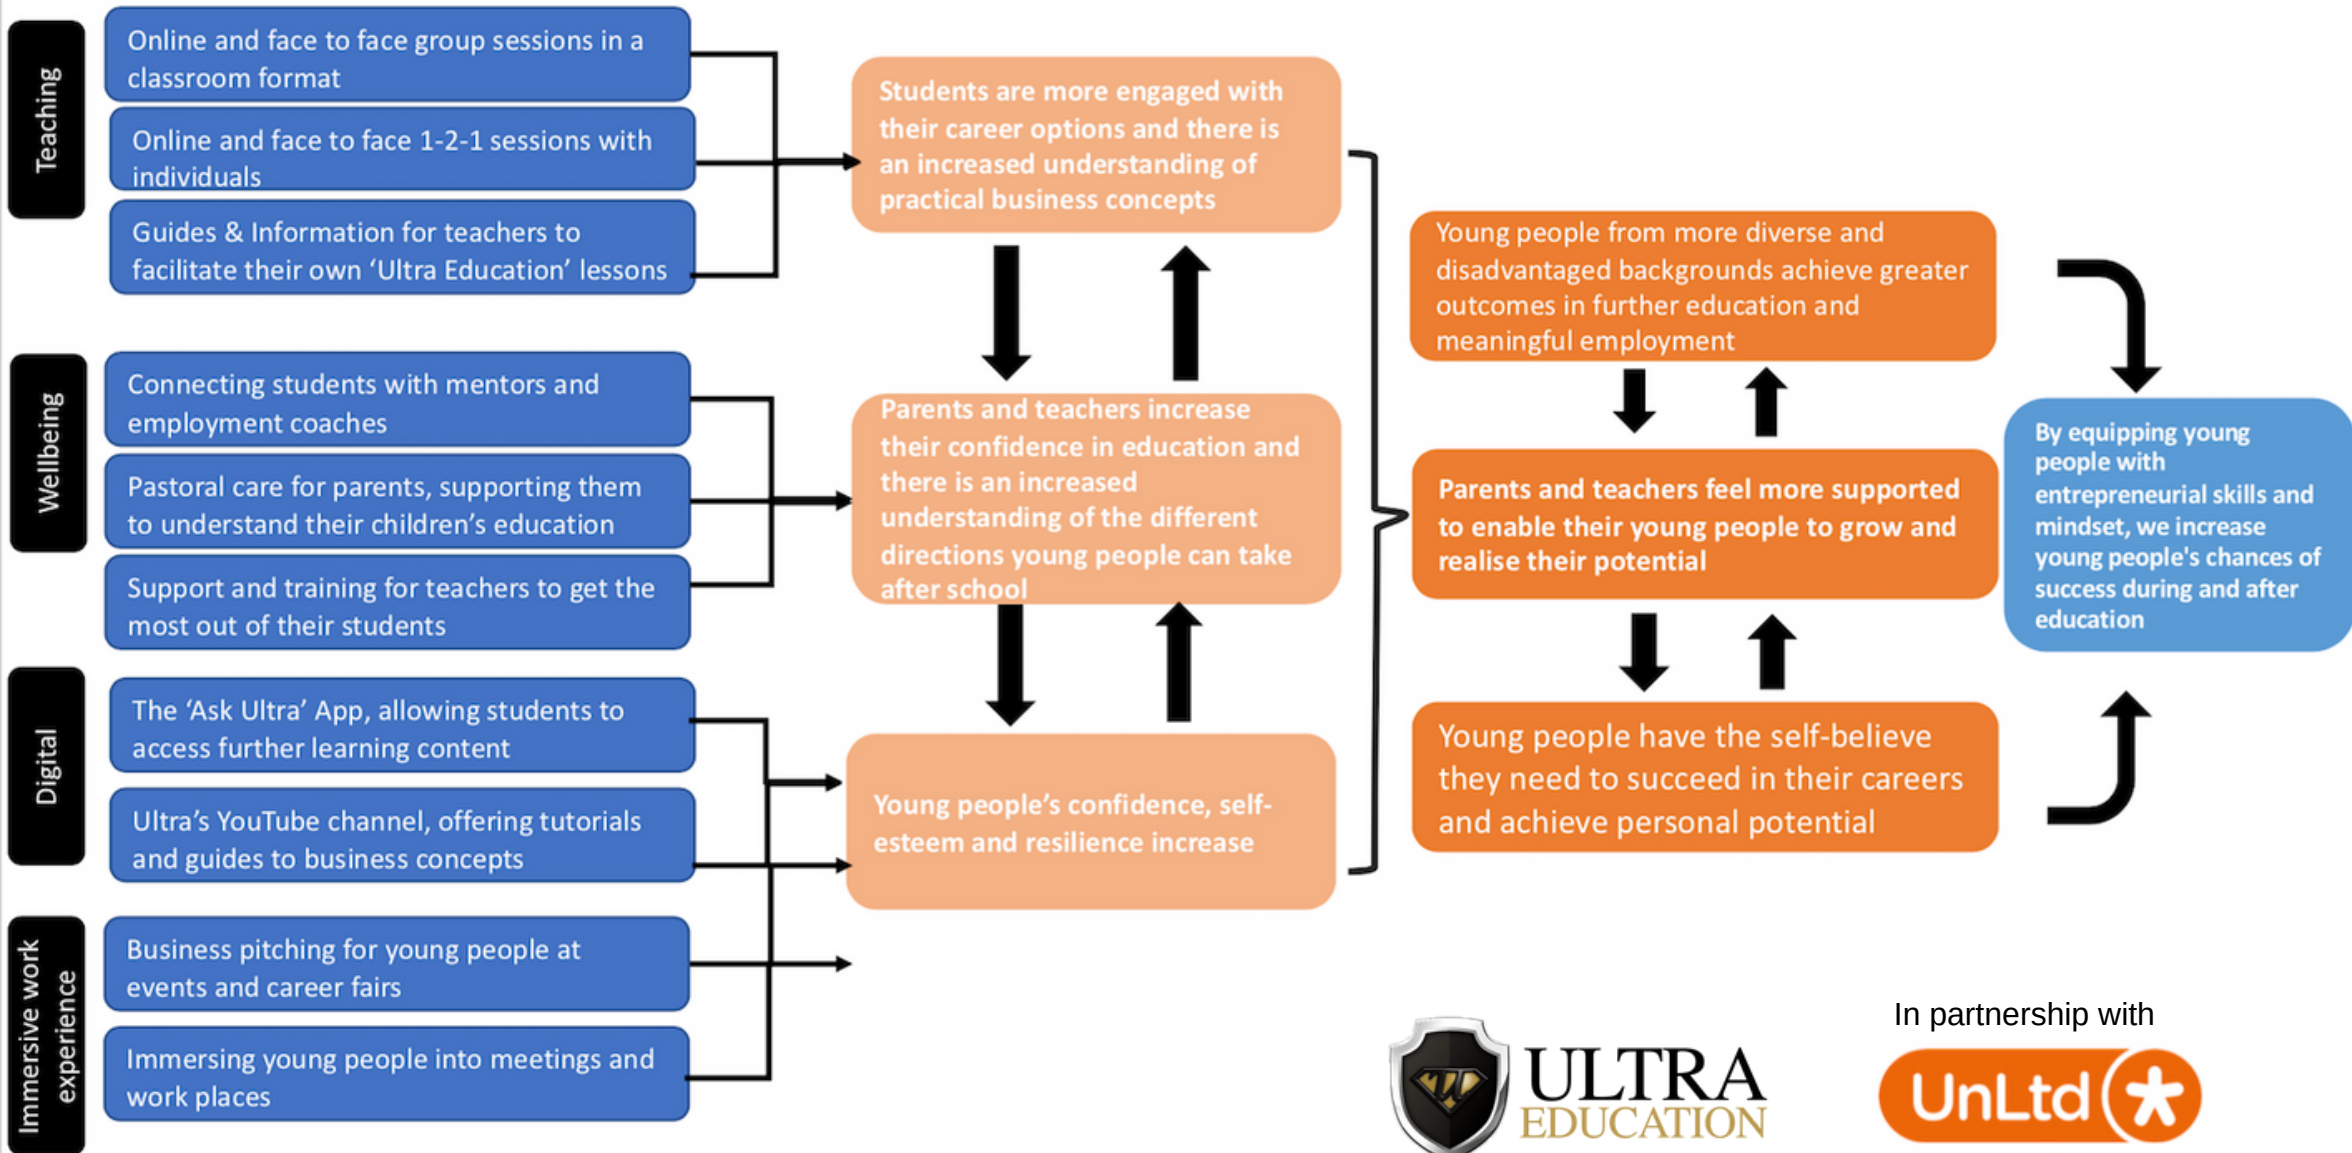 Teaching
Online and face to face group sessions in a
classroom format
Online and face to face 1-2-1 sessions with
individuals
Guides & Information for teachers to
facilitate their own ‘Ultra Education’ lessons
Wellbeing
Connecting students with mentors and
employment coaches
Pastoral care for parents, supporting them
to understand their children’s education
Support and training for teachers to get the
most out of their students
Digital
The ‘Ask Ultra’ App, allowing students to
access further learning content
Ultra’s YouTube channel, offering tutorials
and guides to business concepts
Immersive work
experience
Business pitching for young people at
events and career fairs
Immersing young people into meetings and
work places
Students are more engaged with
their career options and there is
an increased understanding of
practical business concepts
Parents and teachers increase
their confidence in education and
there is an increased
understanding of the different
directions young people can take
after school
Young people’s confidence, self-
esteem and resilience increase
Young people from more diverse and
disadvantaged backgrounds achieve greater
outcomes in further education and
meaningful employment
Parents and teachers feel more supported
to enable their young people to grow and
realise their potential
Young people have the self-believe
they need to succeed in their careers
and achieve personal potential
By equipping young
people with
entrepreneurial skills and
mindset, we increase
young people's chances of
success during and after
education
ULTRA
EDUCATION
In partnership with
UnLtd